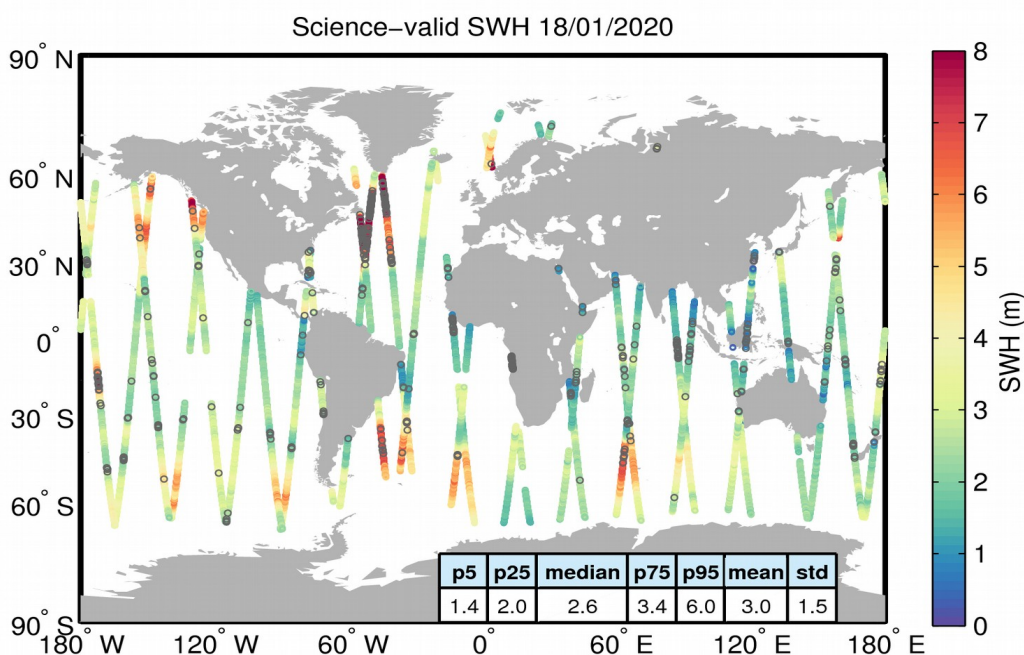 Science−valid SWH 18/01/2020
90° N
60° N
30° N
0°
30° S
60° S
90° S
180° W
120° W
60° W
0°
60° E
120° E
180° E
p5 p25 median p75 p95 mean std
1.4 2.0 2.6 3.4 6.0 3.0 1.5
8
7
6
5
4
3
2
1
0
SWH (m)